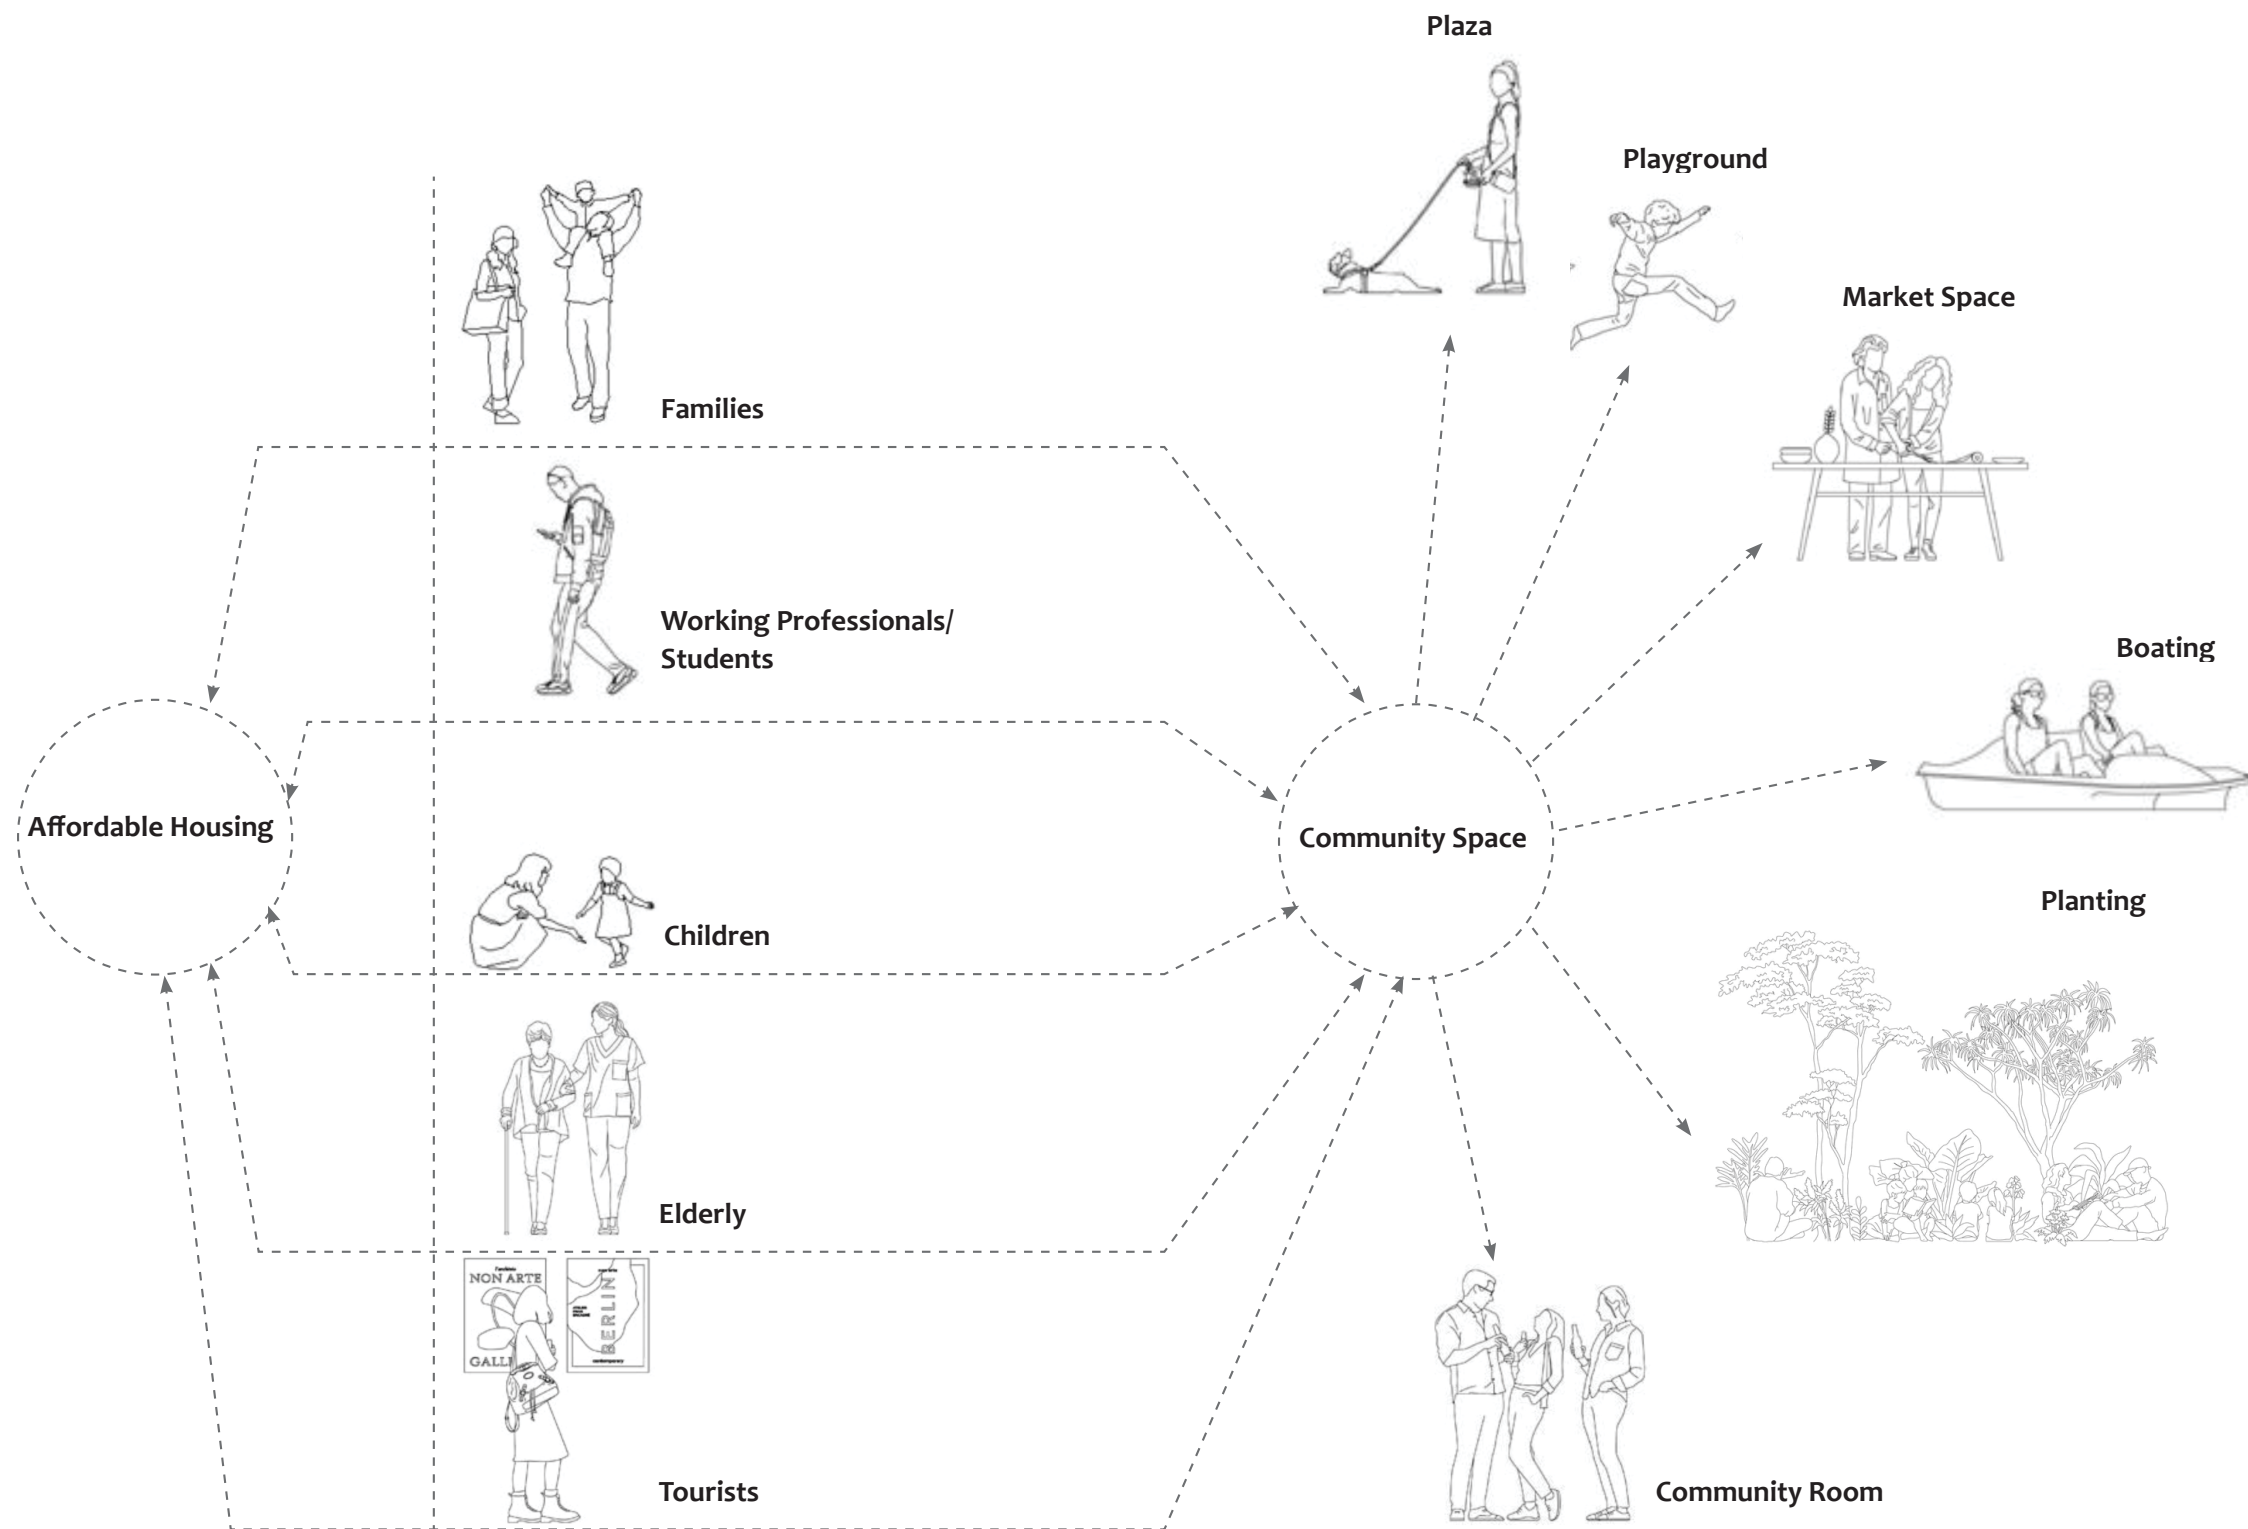 Plaza
Playground
Market Space
Families
Working Professionals/
Students
Boating
Affordable Housing
Community Space
Planting
Children
Elderly
NON ARTE
BERLIN
GALL
contemporary
Tourists
Community Room